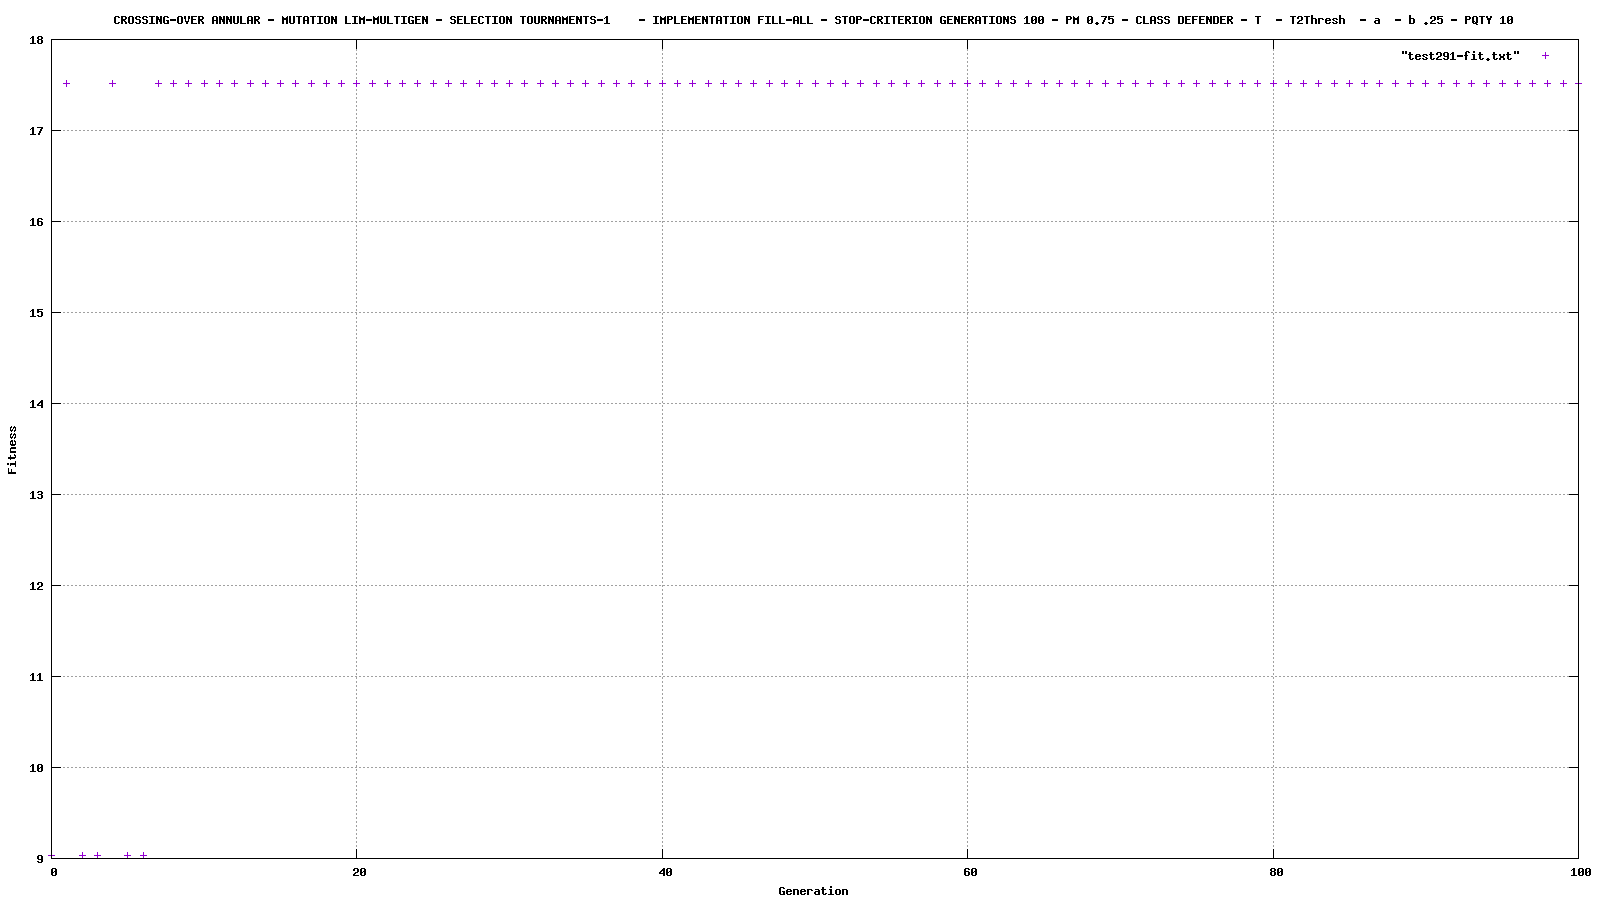 CROSSING-OVER ANNULAR - MUTATION LIM-MULTIGEN - SELECTION TOURNAMENTS-1    - IMPLEMENTATION FILL-ALL - STOP-CRITERION GENERATIONS 100 - PM 0.75 - CLASS DEFENDER - T  - T2Thresh  - a  - b .25 - PQTY 10
"test291-fit.txt"
18
17
16
15
14
13
12
11
10
9
Fitness
0 20 40 60 80 100
Generation